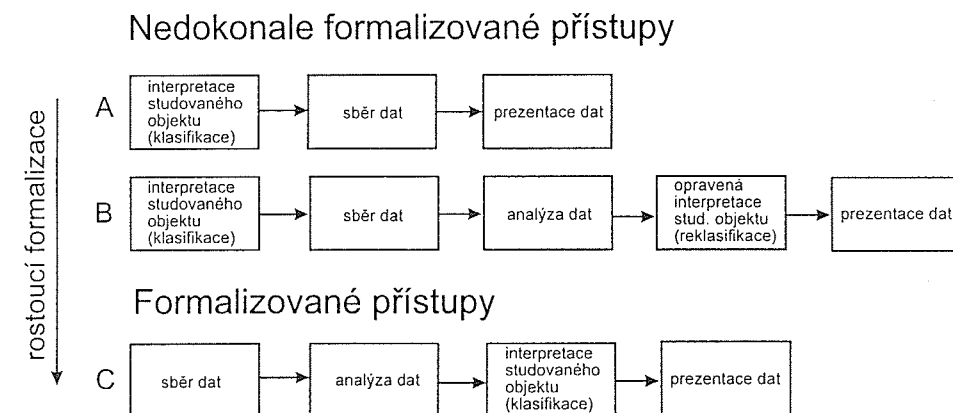 Nedokonale formalizované přístupy
rostoucí formalizace
A
interpretace
studovaného
objektu
(klasifikace)
sběr dat
prezentace dat
B
interpretace
studovaného
objektu
(klasifikace)
sběr dat
analýza dat
opravená
interpretace
stud. objektu
(reklasifikace)
prezentace dat
Formalizované přístupy
C
sběr dat
analýza dat
interpretace
studovaného
objektu
(klasifikace)
prezentace dat